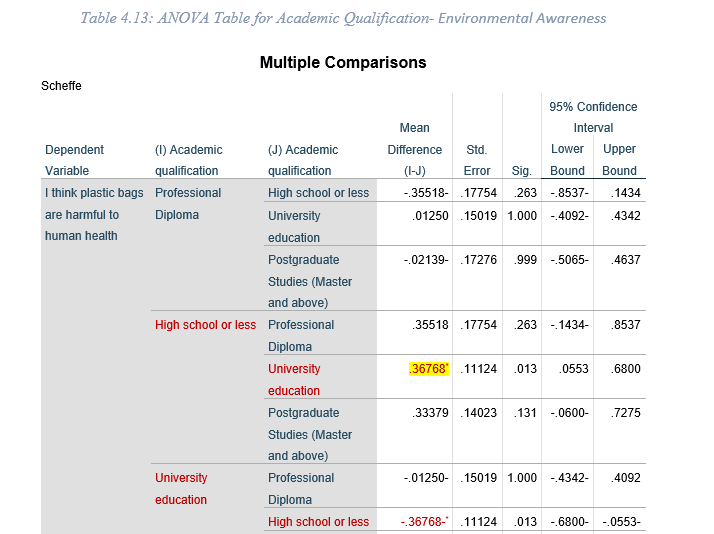 Table 4.13: ANOVA Table for Academic Qualification- Environmental Awareness
Multiple Comparisons
Scheffe
95% Confidence
Mean Interval
Dependent (I) Academic (J) Academic Difference Std. Lower Upper
Variable qualification qualification (I-J) Error Sig. Bound Bound
I think plastic bags Professional High school or less -.35518- .17754 .263 -.8537- .1434
are harmful to Diploma University .01250 .15019 1.000 -.4092- .4342
human health education
Postgraduate -.02139- .17276 .999 -.5065- .4637
Studies (Master
and above)
High school or less Professional .35518 .17754 .263 -.1434- .8537
Diploma
University .36768* .11124 .013 .0553 .6800
education
Postgraduate .33379 .14023 .131 -.0600- .7275
Studies (Master
and above)
University Professional -.01250- .15019 1.000 -.4342- .4092
education Diploma
High school or less -.36768-* .11124 .013 -.6800- -.0553-